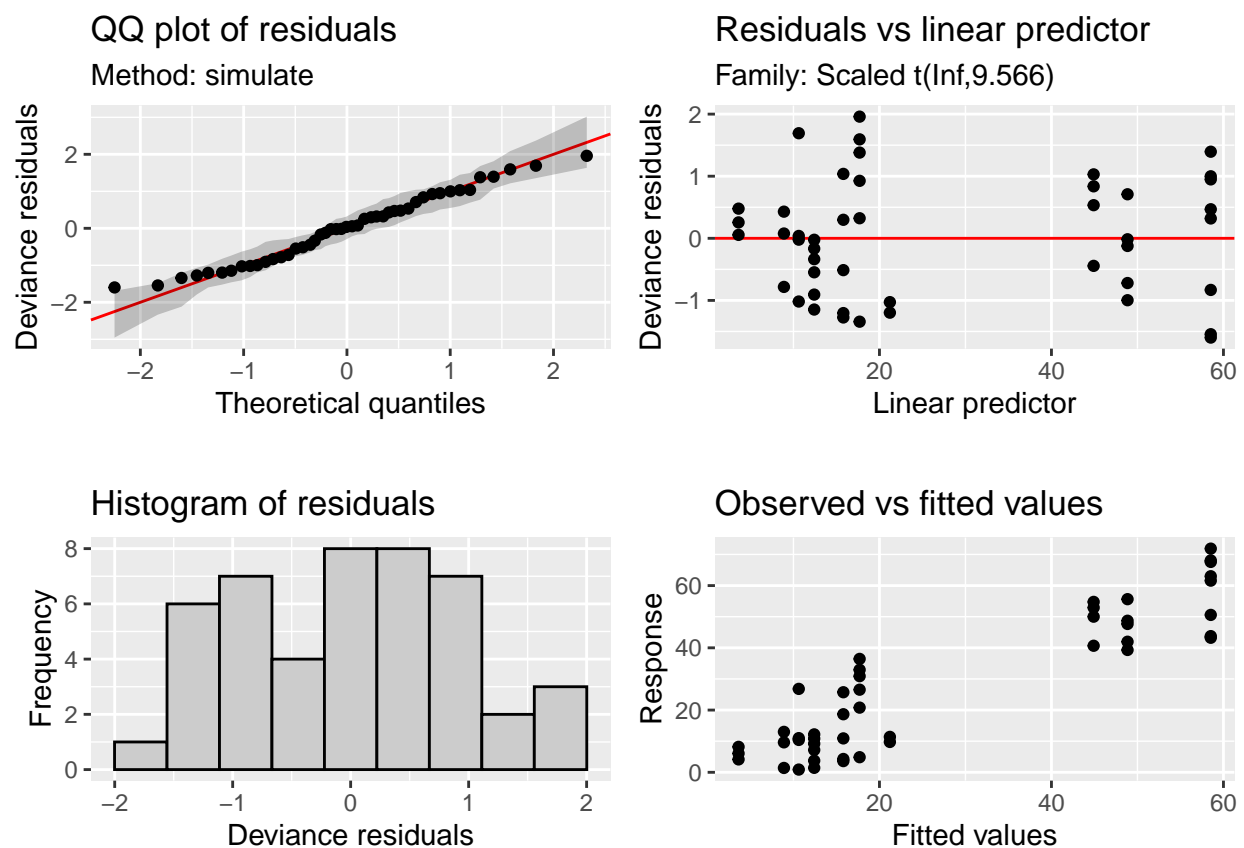 QQ plot of residuals
Method: simulate
Deviance residuals
2
0
−2
−2
−1
0
1
2
Theoretical quantiles
Residuals vs linear predictor
Family: Scaled t(Inf,9.566)
Deviance residuals
2
1
0
−1
20
40
60
Linear predictor
Histogram of residuals
Frequency
8
6
4
2
0
−2
−1
0
1
2
Deviance residuals
Observed vs fitted values
Response
60
40
20
0
20
40
60
Fitted values